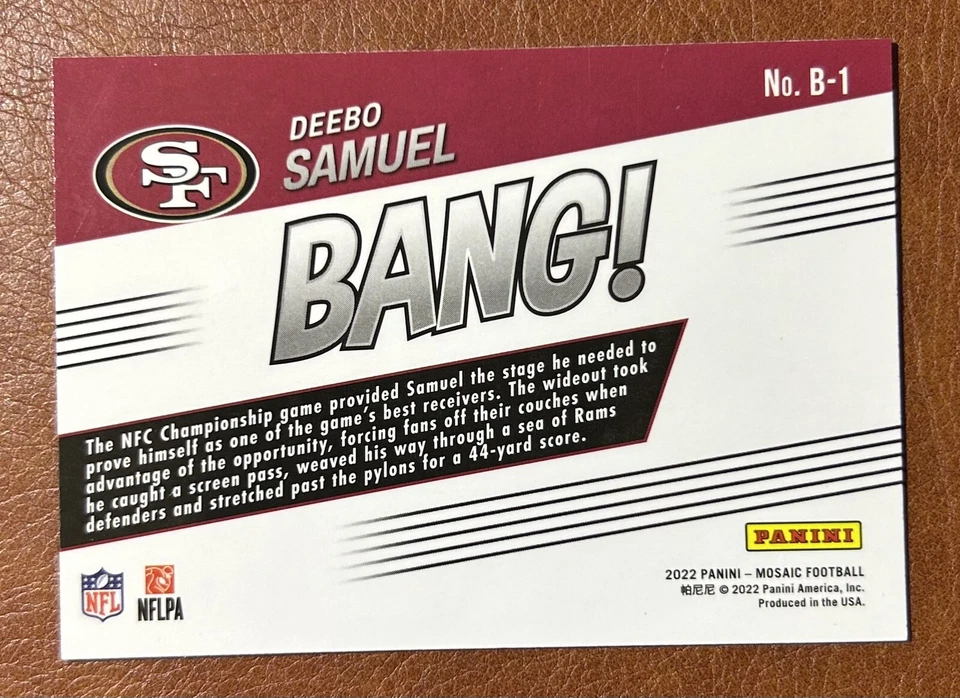 No. B-1
DEEBO
SAMUEL
SF
BANG!
The NFC Championship game provided Samuel the stage he needed to
prove himself as one of the game's best receivers. The wideout took
advantage of the opportunity, forcing fans off their couches when
he caught a screen pass, weaved his way through a sea of Rams
defenders and stretched past the pylons for a 44-yard score.
PANINI
NFL
NFLPA
2022 PANINI – MOSAIC FOOTBALL
帕尼尼 © 2022 Panini America, Inc.
Produced in the USA.